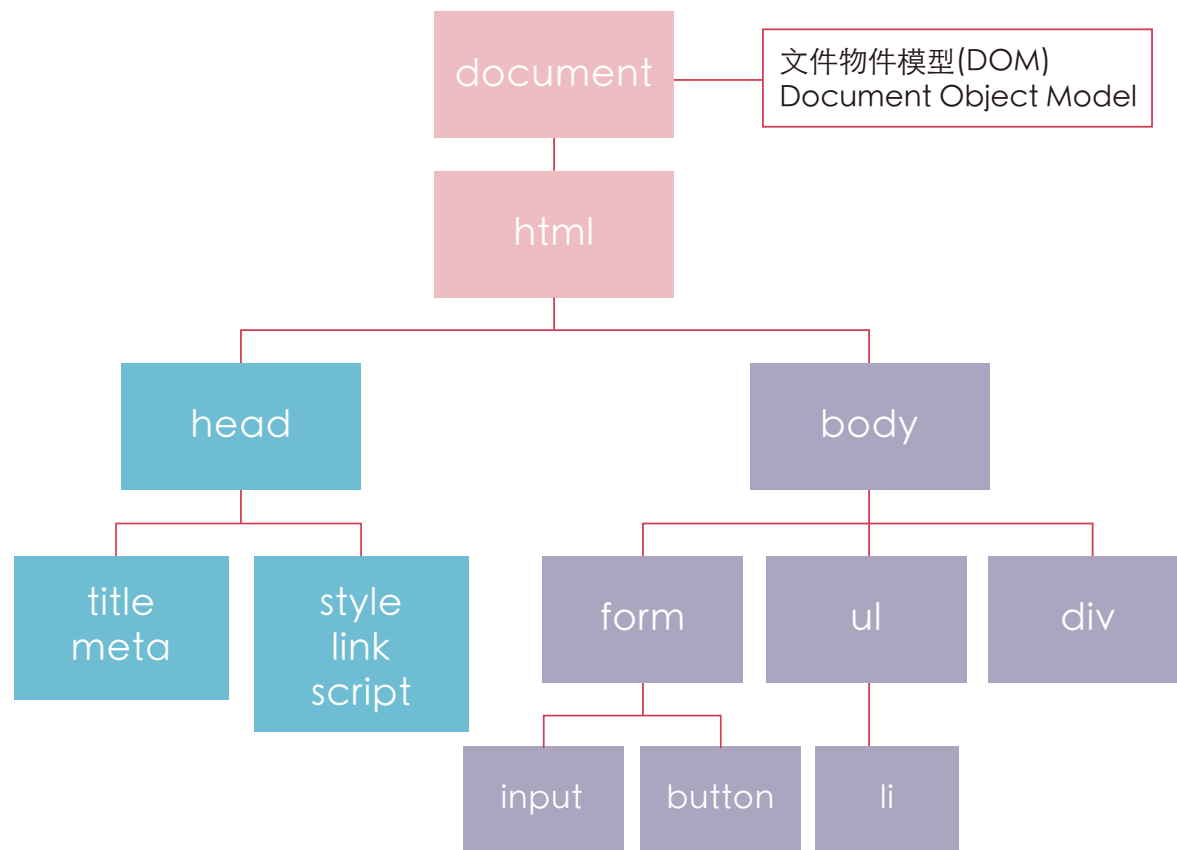 document
文件物件模型(DOM)
Document Object Model
html
head
body
title
meta
style
link
script
form
ul
div
input
button
li